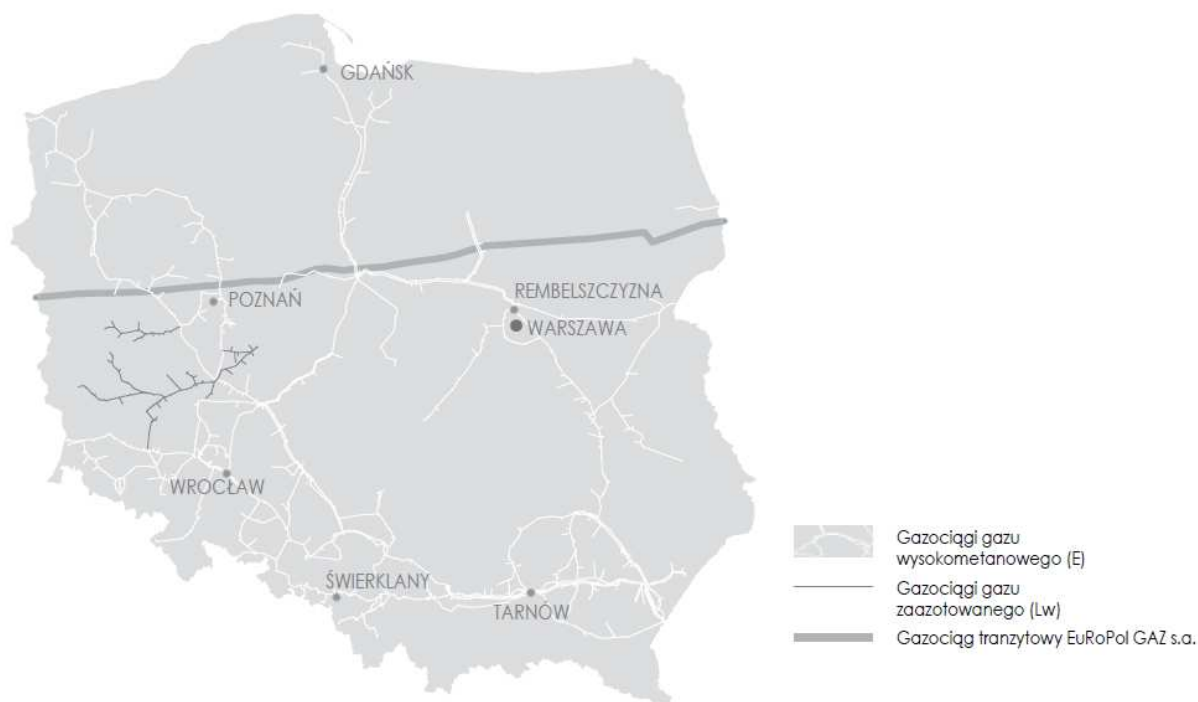 GDAŃSK
POZNAŃ
REMBELSZCZYZNA
WARSZAWA
WROCŁAW
ŚWIERKLANY
TARNÓW
Gazociągi gazu
wysokometanowego (E)
Gazociągi gazu
zaazotowanego (Lw)
Gazociąg tranzytowy EuRoPol GAZ s.a.